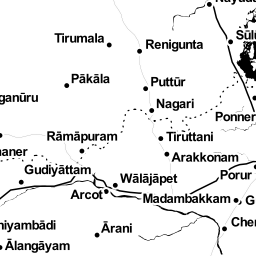 Tirumala
Renigunta
Pākāla
Puttūr
Nagari
Ponner
Rāmāpuram
Tiruttani
Arakkonam
Gudiyāttam
Wālājāpet
Porur
Arcot
Madambakkam
Ārani
Ālangāyam